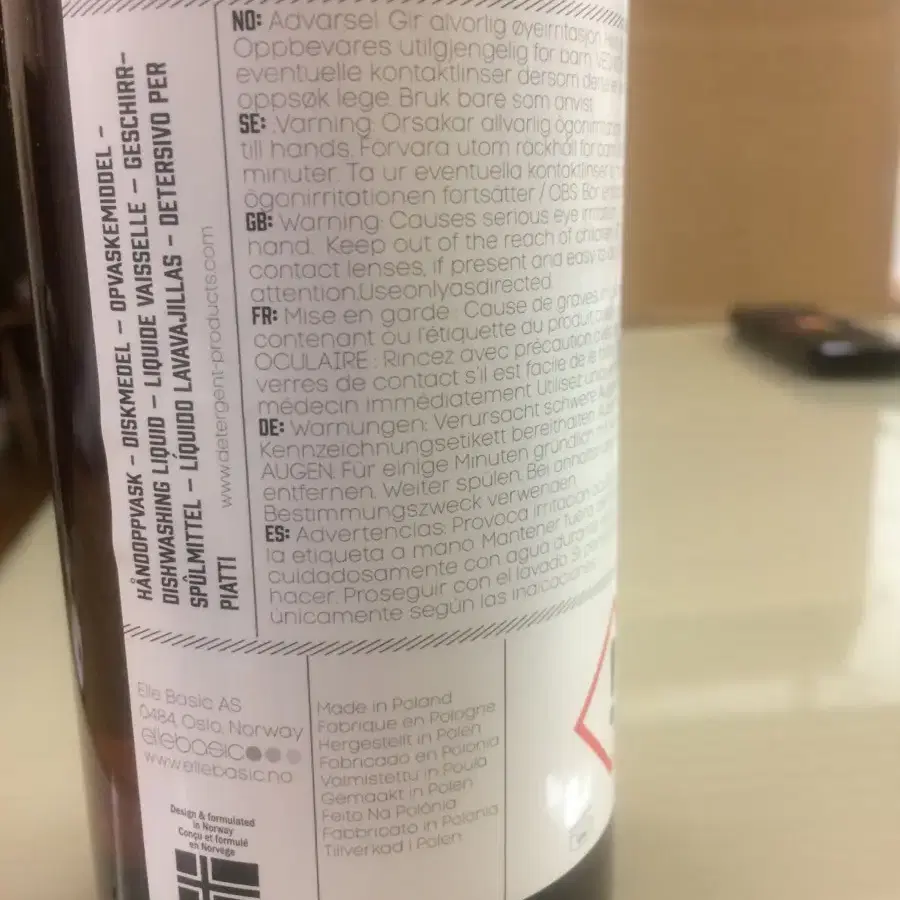 HÅNDOPPVASK – DISKMEDEL – OPVASKEMIDDEL –
DISHWASHING LIQUID – LIQUIDE VAISSELLE – GESCHIRR-
SPÛLMITTEL – LÍQUIDO LAVAVAJILLAS – DETERSIVO PER
PIATTI
www.detergent-products.com
NO: Advarsel. Gir alvorlig øyeirritasjon.
Oppbevares utilgjengelig for barn.
eventuelle kontaktlinser dersom
oppsøk lege. Bruk bare som anvist.
SE: .Varning: Orsakar allvarlig
till hands. Förvara utom räckhåll för
minuter. Ta ur eventuella kontaktlinser
ögonirritationen fortsätter / OBS Bör
GB: Warning: Causes serious eye irritation
hand. Keep out of the reach of children.
contact lenses, if present and easy to
attention.Useonlyasdirected.
FR: Mise en garde Cause de graves
contenant ou l'étiquette du produit
OCULAIRE : Rincez avec précaution
verres de contact s'il est facile de le
médecin immédiatement Utilisez
DE: Warnungen: Verursacht schwere
Kennzeichnungsetikett bereithalten
AUGEN: Für einige Minuten gründlich
entfernen. Weiter spülen. Bei
Bestimmungszweck verwenden.
ES: Advertencias: Provoca irritación
la etiqueta a mano Mantener fuera
cuidadosamente con agua
hacer. Proseguir con el lavado. Si
únicamente según las indicaciones.
Elle Basic AS
0484 Oslo, Norway
ellebasic
www.ellebasic.no
Design & formulated
in Norway
Conçu et formulé
en Norvège
Made in Poland
Fabrique en Pologne
Hergestellt in Polen
Fabricado en Polonia
Valmistettu in Puola
Gemaakt in Polen
Feito Na Polónia
Fabbricato in Polonia
Tillverkad i Polen